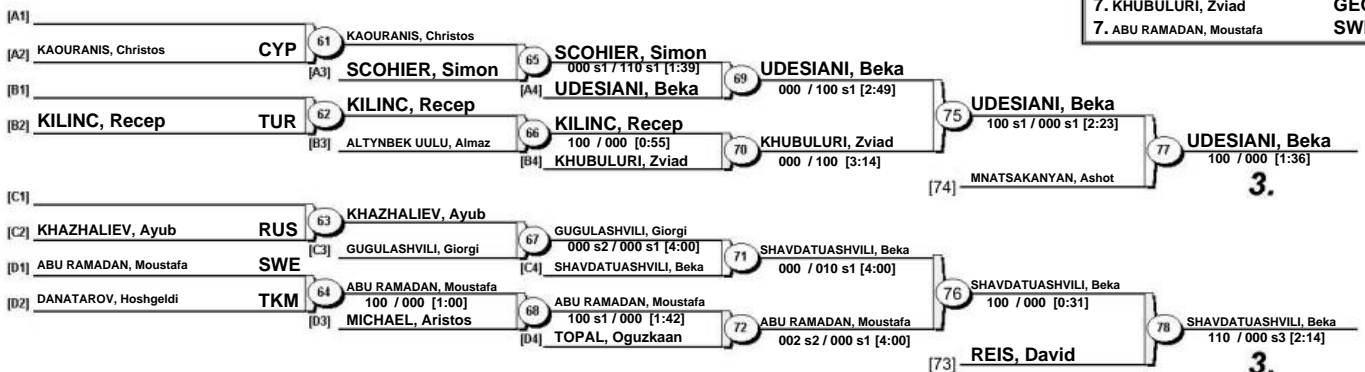 7. KHUBULURI, Zviad GEO
7. ABU RAMADAN, Moustafa SWE
[A1]
[A2] KAOURANIS, Christos CYP
61 KAOURANIS, Christos
[A3] SCOHIER, Simon
65 SCOHIER, Simon
000 s1 / 110 s1 [1:39]
[A4] UDESIANI, Beka
69 UDESIANI, Beka
000 / 100 s1 [2:49]
[B1]
[B2] KILINC, Recep TUR
62 KILINC, Recep
[B3] ALTYNBEK UULU, Almaz
66 KILINC, Recep
100 / 000 [0:55]
[B4] KHUBULURI, Zviad
70 KHUBULURI, Zviad
000 / 100 [3:14]
75 UDESIANI, Beka
100 s1 / 000 s1 [2:23]
[74] MNATSAKANYAN, Ashot
77 UDESIANI, Beka
100 / 000 [1:36]
3.
[C1]
[C2] KHAZHALIEV, Ayub RUS
63 KHAZHALIEV, Ayub
[C3] GUGULASHVILI, Giorgi
67 GUGULASHVILI, Giorgi
000 s2 / 000 s1 [4:00]
[C4] SHAVDATUASHVILI, Beka
71 SHAVDATUASHVILI, Beka
000 / 010 s1 [4:00]
[D1] ABU RAMADAN, Moustafa SWE
[D2] DANATAROV, Hoshgeldi TKM
64 ABU RAMADAN, Moustafa
100 / 000 [1:00]
[D3] MICHAEL, Aristos
68 ABU RAMADAN, Moustafa
100 s1 / 000 [1:42]
[D4] TOPAL, Oguzkaan
72 ABU RAMADAN, Moustafa
002 s2 / 000 s1 [4:00]
76 SHAVDATUASHVILI, Beka
100 / 000 [0:31]
[73] REIS, David
78 SHAVDATUASHVILI, Beka
110 / 000 s3 [2:14]
3.